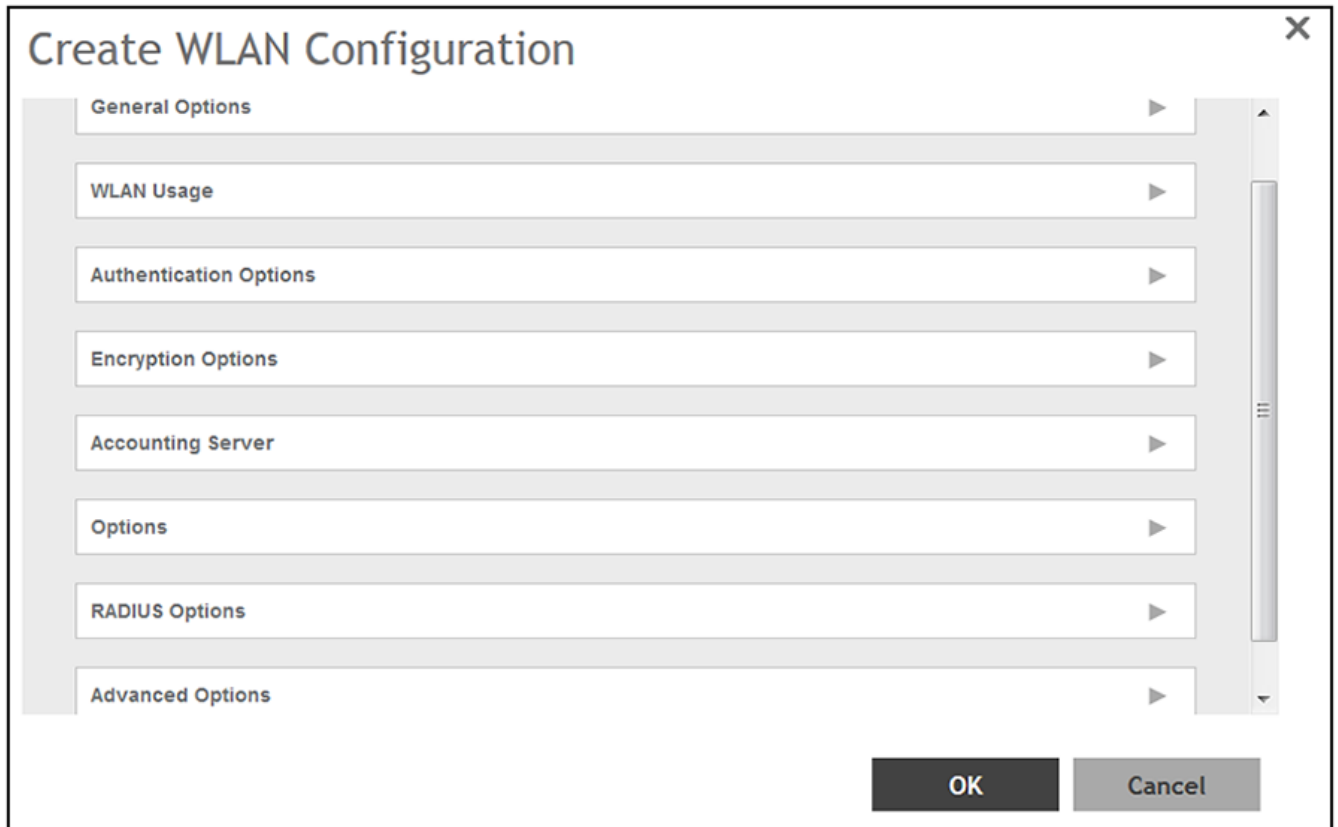 Create WLAN Configuration
General Options
WLAN Usage
Authentication Options
Encryption Options
Accounting Server
Options
RADIUS Options
Advanced Options
OK
Cancel